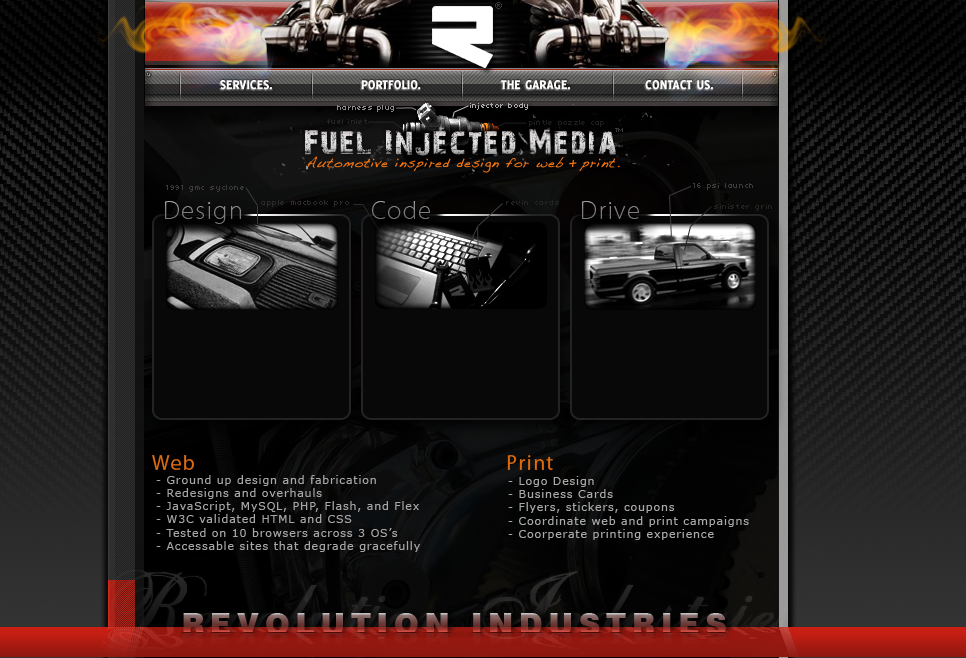 R®
SERVICES. PORTFOLIO. THE GARAGE. CONTACT US.
harness plug injector body
fuel inlet pintle nozzle cap
FUEL INJECTED MEDIA™
Automotive inspired design for web + print.
1991 gmc syclone 16 psi launch
apple macbook pro revin cords sinister grin
Design Code Drive
Web
- Ground up design and fabrication
- Redesigns and overhauls
- JavaScript, MySQL, PHP, Flash, and Flex
- W3C validated HTML and CSS
- Tested on 10 browsers across 3 OS’s
- Accessable sites that degrade gracefully
Print
- Logo Design
- Business Cards
- Flyers, stickers, coupons
- Coordinate web and print campaigns
- Coorperate printing experience
Revolution Industries
REVOLUTION INDUSTRIES